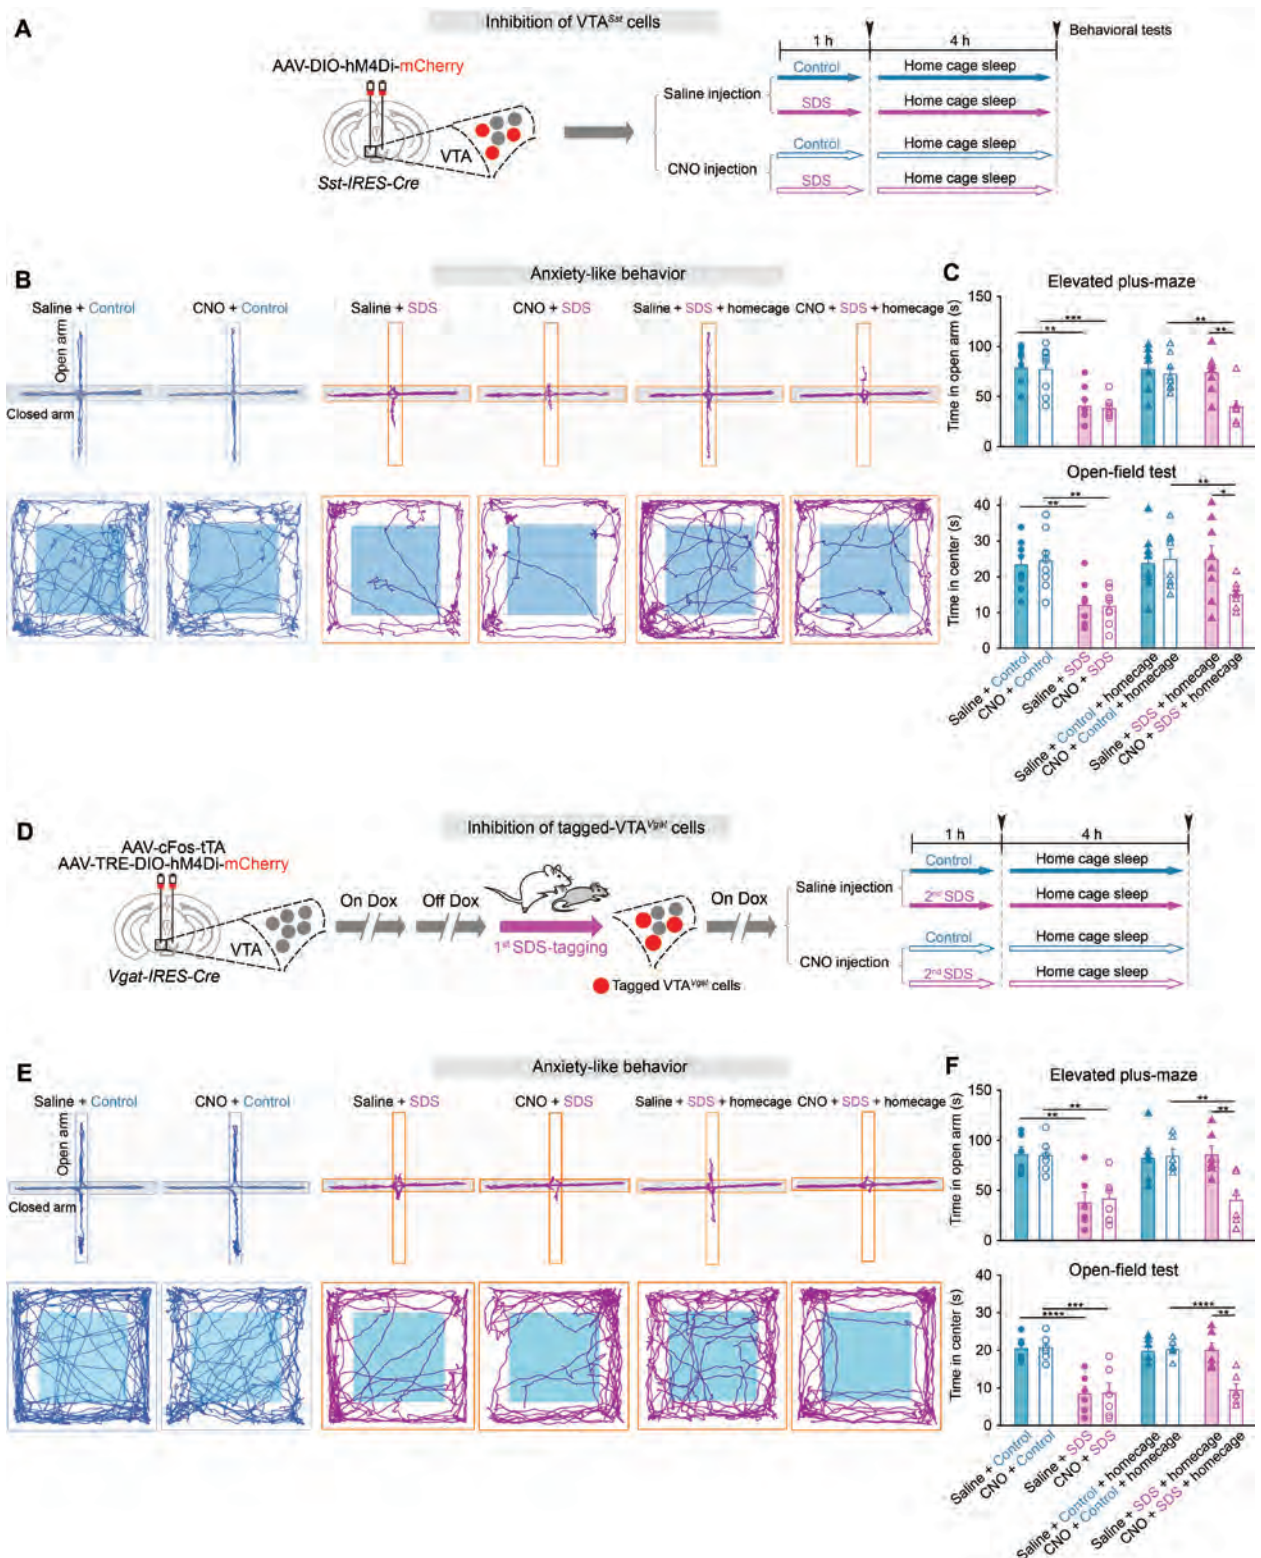 A
Inhibition of VTA^Sst cells
Behavioral tests
1 h
4 h
AAV-DIO-hM4Di-mCherry
VTA
Sst-IRES-Cre
Saline injection
Control
Home cage sleep
SDS
Home cage sleep
CNO injection
Control
Home cage sleep
SDS
Home cage sleep
B
Anxiety-like behavior
Saline + Control
CNO + Control
Saline + SDS
CNO + SDS
Saline + SDS + homecage
CNO + SDS + homecage
Open arm
Closed arm
C
Elevated plus-maze
Time in open arm (s)
150
100
50
0
***
**
**
**
Open-field test
Time in center (s)
40
30
20
10
0
**
**
**
*
Saline + Control
CNO + Control
Saline + SDS
CNO + SDS
Saline + Control + homecage
CNO + Control + homecage
Saline + SDS + homecage
CNO + SDS + homecage
D
Inhibition of tagged-VTA^Vgat cells
AAV-cFos-tTA
AAV-TRE-DIO-hM4Di-mCherry
VTA
Vgat-IRES-Cre
On Dox
Off Dox
1st SDS-tagging
Tagged VTA^Vgat cells
On Dox
1 h
4 h
Saline injection
Control
Home cage sleep
2nd SDS
Home cage sleep
CNO injection
Control
Home cage sleep
2nd SDS
Home cage sleep
E
Anxiety-like behavior
Saline + Control
CNO + Control
Saline + SDS
CNO + SDS
Saline + SDS + homecage
CNO + SDS + homecage
Open arm
Closed arm
F
Elevated plus-maze
Time in open arm (s)
150
100
50
0
**
**
**
**
Open-field test
Time in center (s)
40
30
20
10
0
***
****
****
**
Saline + Control
CNO + Control
Saline + SDS
CNO + SDS
Saline + Control + homecage
CNO + Control + homecage
Saline + SDS + homecage
CNO + SDS + homecage